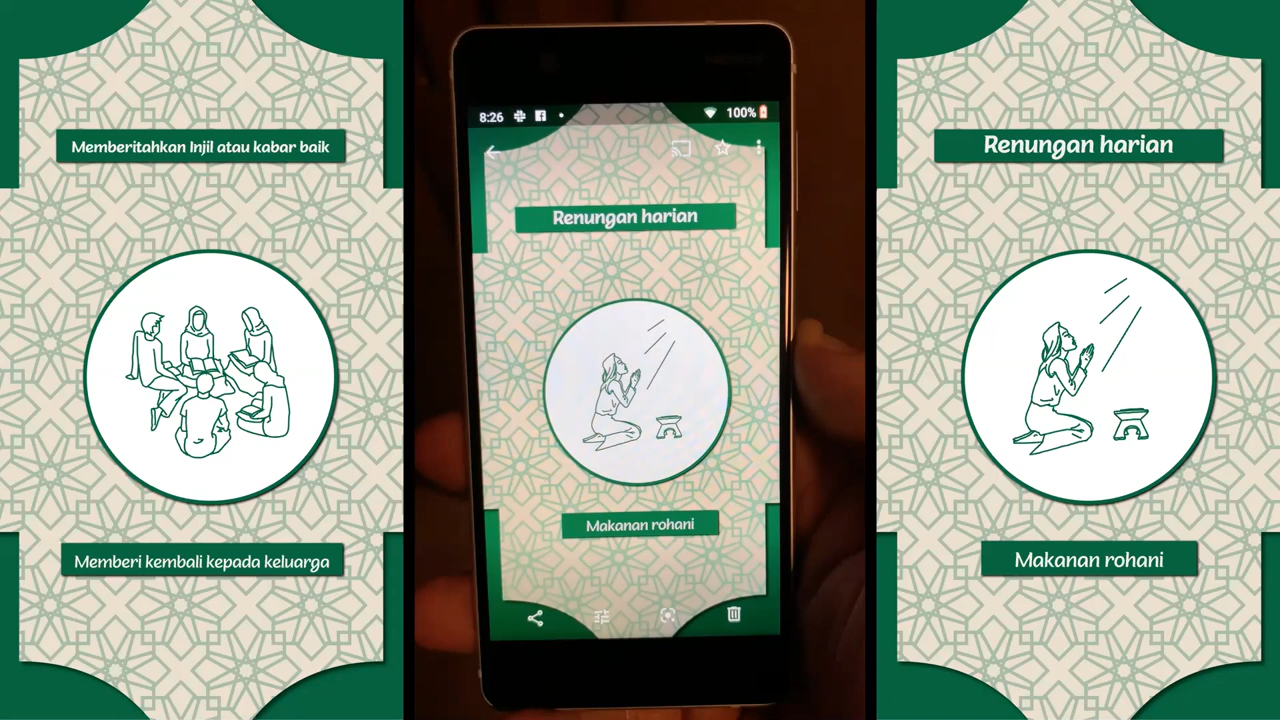 Memberitahkan Injil atau kabar baik
Memberi kembali kepada keluarga
8:26
100%
Renungan harian
Makanan rohani
Renungan harian
Makanan rohani